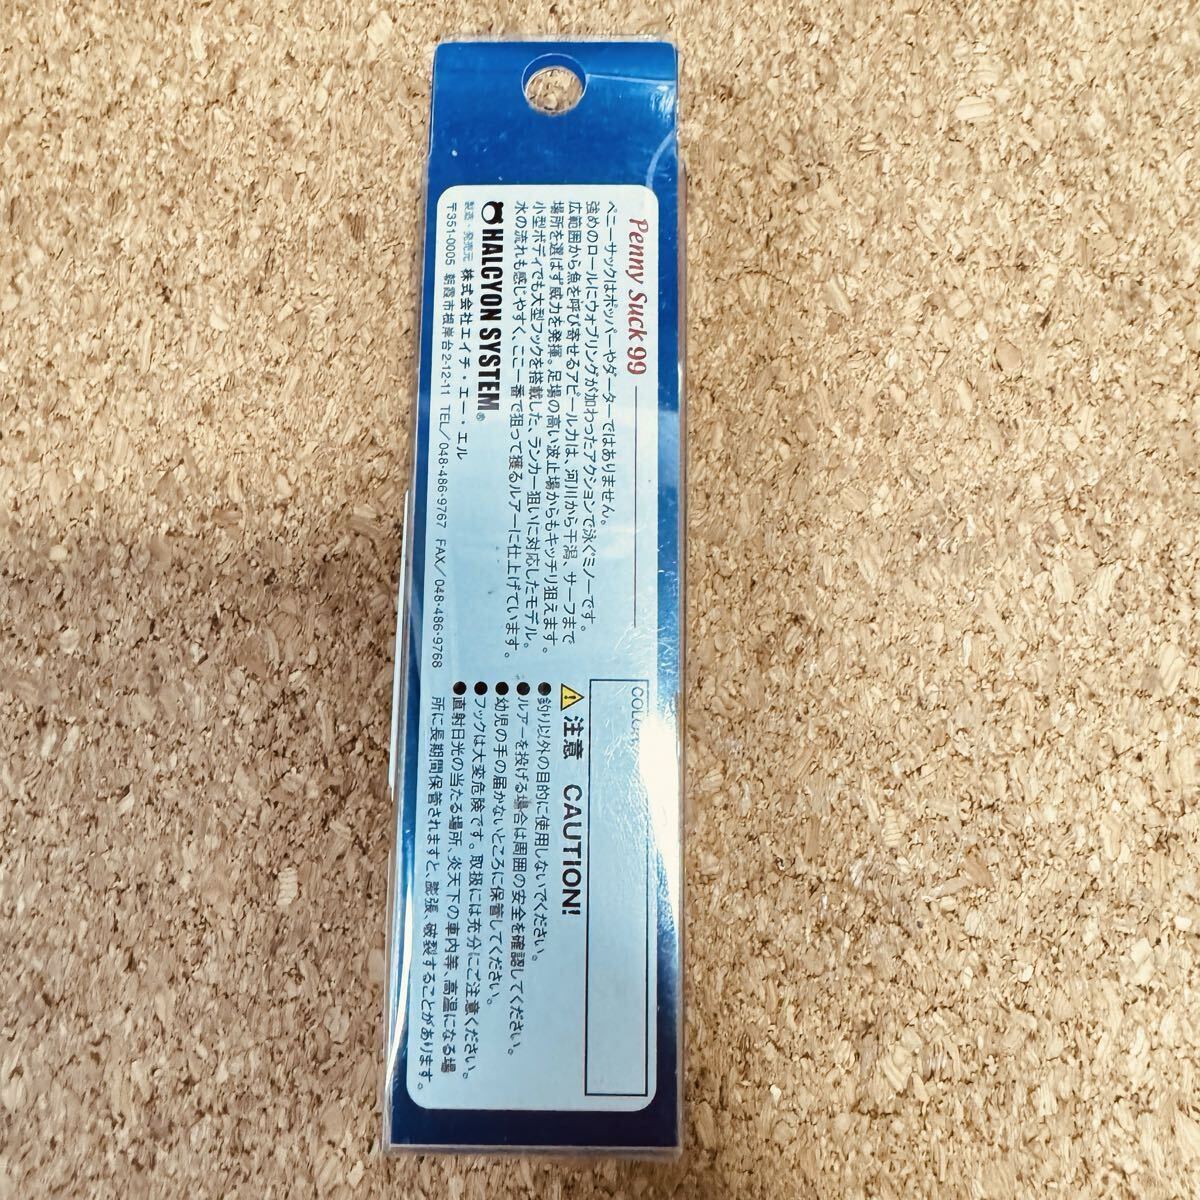 Penny Suck 99
ペニーサックはポッパーやダーターではありません。
強めのロールにウォブリングが加わったアクションで泳ぐミノーです。
広範囲から魚を呼び寄せるアピール力は、河川から干潟、サーフまで
場所を選ばず威力を発揮。足場の高い波止場からもキッチリ狙えます。
小型ボディでも大型フックを搭載した、ランカー狙いに対応したモデル。
水の流れも感じやすく、ここ一番で狙って獲るルアーに仕上げています。
HALCYON SYSTEM®
製造・発売元 株式会社エイチ・エー・エル
〒351-0005 朝霞市根岸台2-12-11 TEL/048-486-9767 FAX/048-486-9768
注意 CAUTION!
●釣り以外の目的に使用しないでください。
●ルアーを投げる場合は周囲の安全を確認してください。
●幼児の手の届かないところに保管してください。
●フックは大変危険です。取扱には充分にご注意ください。
●直射日光の当たる場所、炎天下の車内等、高温になる場
所に長期間保管されますと、膨張、破裂することがあります。